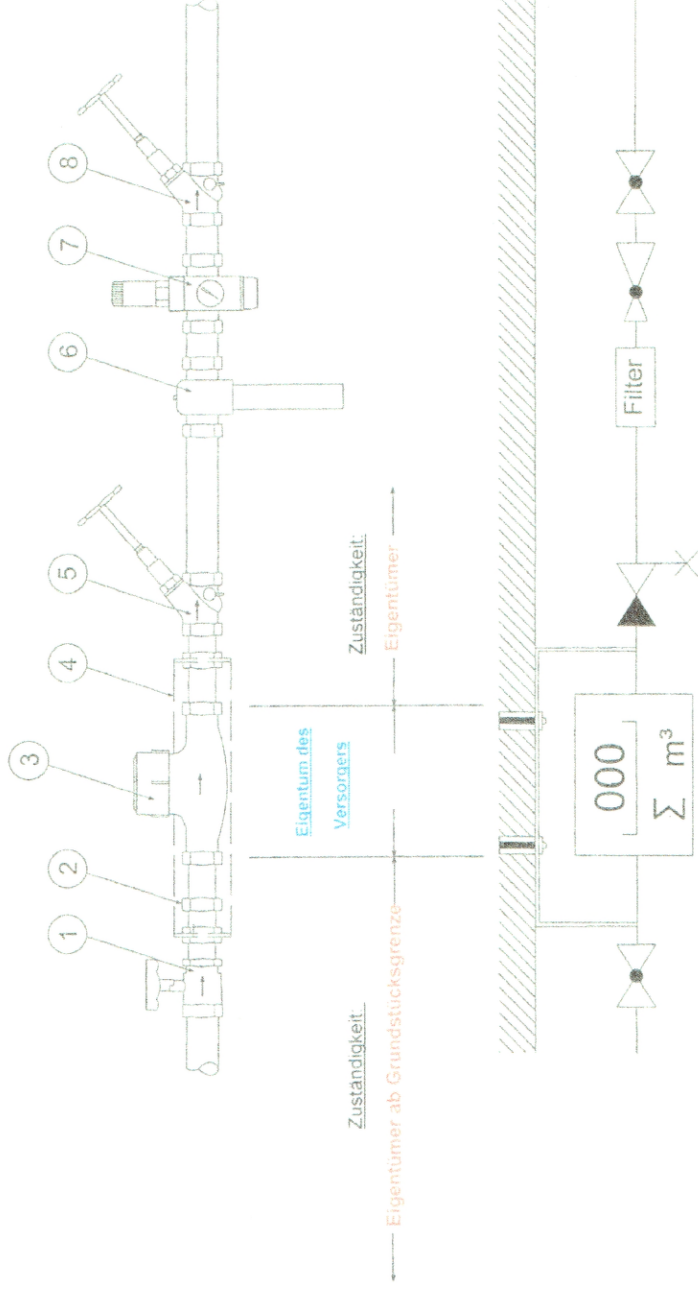 1
2
3
4
5
6
7
8
Eigentum des
Versorgers
Zuständigkeit:
Eigentümer ab Grundstücksgrenze
Zuständigkeit:
Eigentümer
000
Σ m³
Filter